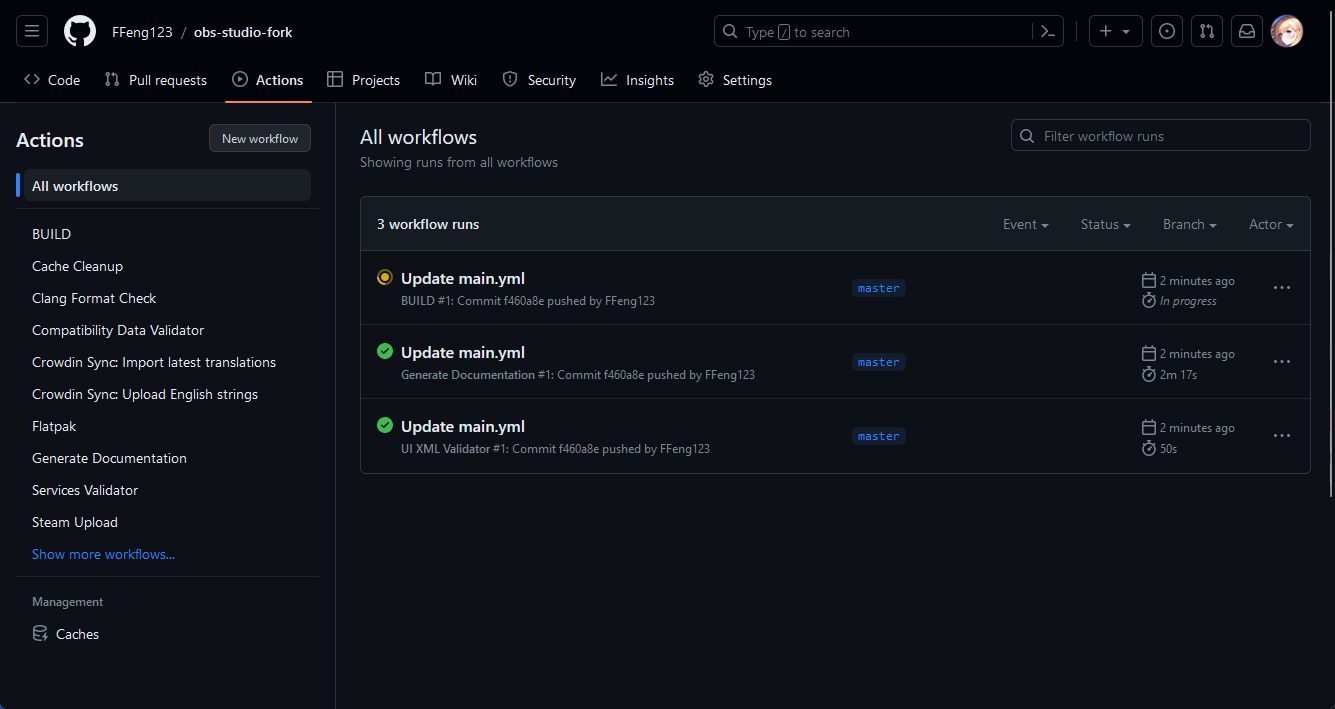 FFeng123 / obs-studio-fork
Type / to search
Code Pull requests Actions Projects Wiki Security Insights Settings
Actions
New workflow
All workflows
BUILD
Cache Cleanup
Clang Format Check
Compatibility Data Validator
Crowdin Sync: Import latest translations
Crowdin Sync: Upload English strings
Flatpak
Generate Documentation
Services Validator
Steam Upload
Show more workflows...
Management
Caches
All workflows
Showing runs from all workflows
Filter workflow runs
3 workflow runs
Event Status Branch Actor
Update main.yml
BUILD #1: Commit f460a8e pushed by FFeng123
master
2 minutes ago
In progress
Update main.yml
Generate Documentation #1: Commit f460a8e pushed by FFeng123
master
2 minutes ago
2m 17s
Update main.yml
UI XML Validator #1: Commit f460a8e pushed by FFeng123
master
2 minutes ago
50s